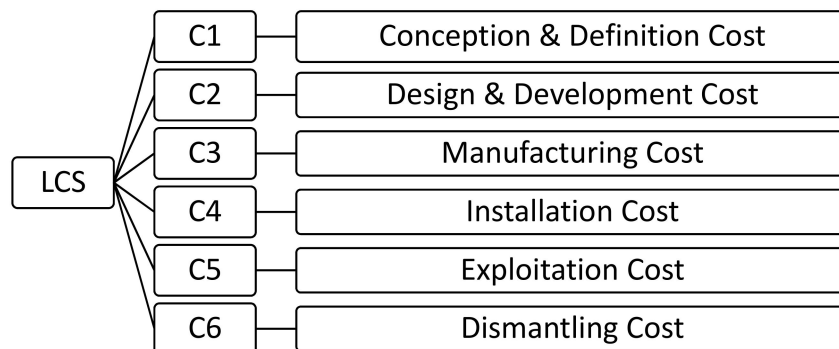 C1 Conception & Definition Cost
C2 Design & Development Cost
C3 Manufacturing Cost
LCS
C4 Installation Cost
C5 Exploitation Cost
C6 Dismantling Cost